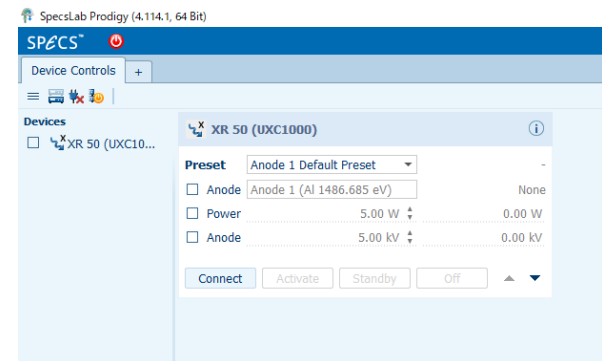 SpecsLab Prodigy (4.114.1, 64 Bit)
SPECS™
Device Controls +
Devices
XR 50 (UXC10...
XR 50 (UXC1000)
Preset Anode 1 Default Preset -
Anode Anode 1 (Al 1486.685 eV) None
Power 5.00 W 0.00 W
Anode 5.00 kV 0.00 kV
Connect Activate Standby Off